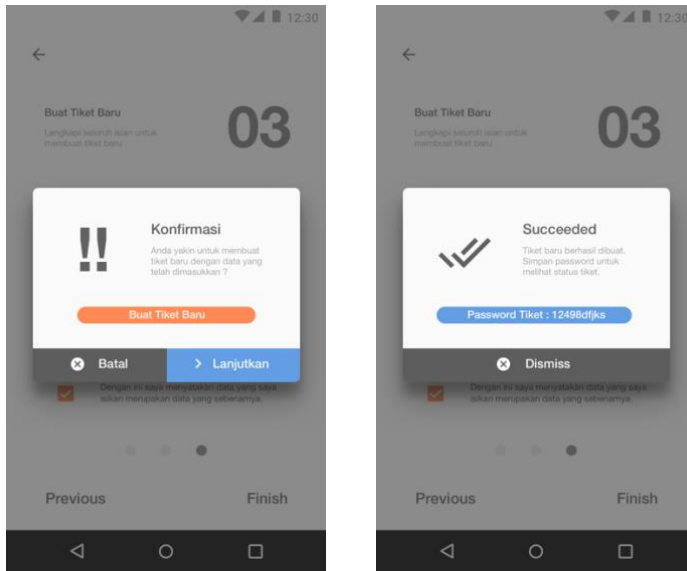 12:30
Buat Tiket Baru
03
Lengkapi seluruh isian untuk
membuat tiket baru
Konfirmasi
Anda yakin untuk membuat
tiket baru dengan data yang
telah dimasukkan ?
Buat Tiket Baru
Batal
Lanjutkan
Dengan ini saya menyatakan data yang saya
isikan merupakan data yang sebenarnya.
Previous
Finish
12:30
Buat Tiket Baru
03
Lengkapi seluruh isian untuk
membuat tiket baru
Succeeded
Tiket baru berhasil dibuat.
Simpan password untuk
melihat status tiket.
Password Tiket : 12498dfjks
Dismiss
Dengan ini saya menyatakan data yang saya
isikan merupakan data yang sebenarnya.
Previous
Finish